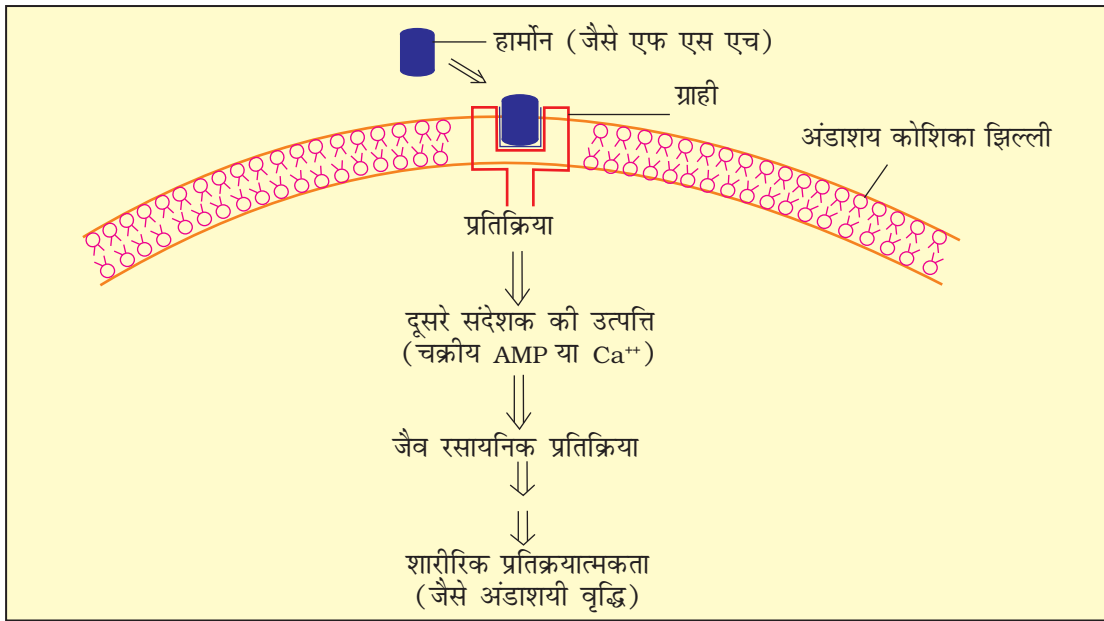 हार्मोन (जैसे एफ एस एच)
ग्राही
अंडाशय कोशिका झिल्ली
प्रतिक्रिया
दूसरे संदेशक की उत्पत्ति
(चक्रीय AMP या Ca⁺⁺)
जैव रसायनिक प्रतिक्रिया
शारीरिक प्रतिक्रयात्मकता
(जैसे अंडाशयी वृद्धि)